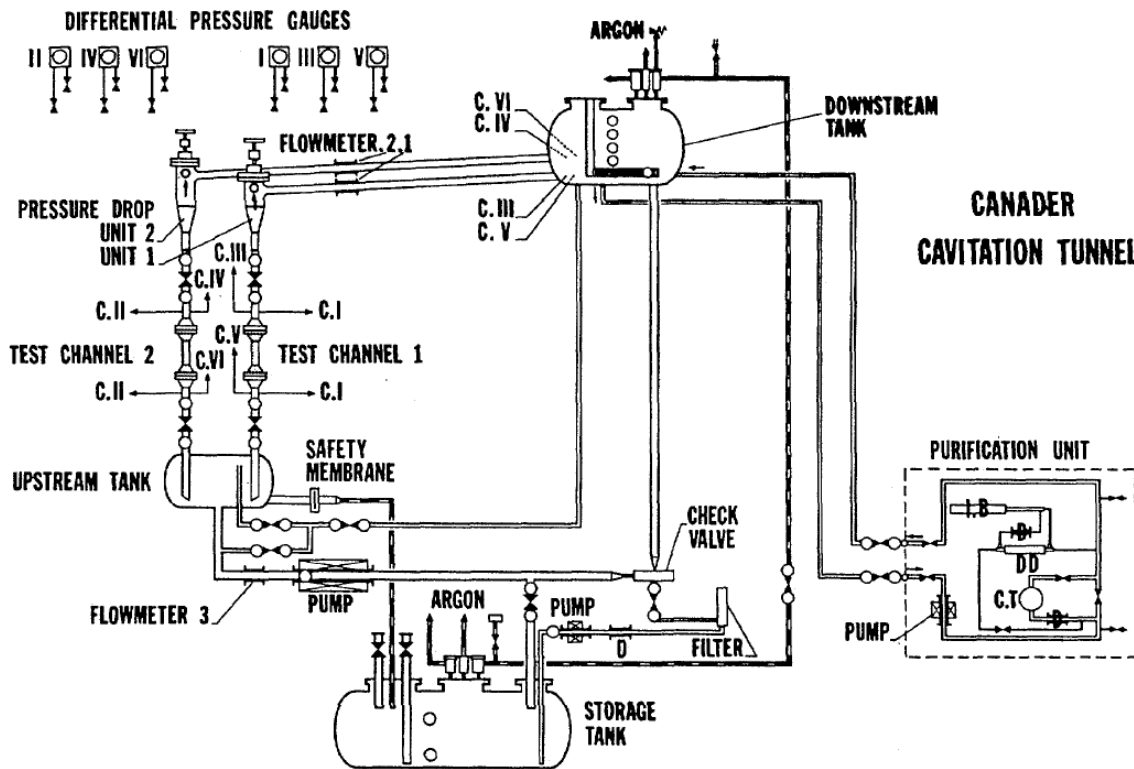 DIFFERENTIAL PRESSURE GAUGES
II IV VI I III V
ARGON
C. VI
C. IV
DOWNSTREAM
TANK
FLOWMETER.2.1
C. III
C. V
CANADER
CAVITATION TUNNEL
PRESSURE DROP
UNIT 2
UNIT 1
C.III
C.IV
C.II
C.I
C.V
TEST CHANNEL 2
TEST CHANNEL 1
C.VI
C.II
C.I
SAFETY
MEMBRANE
UPSTREAM TANK
PURIFICATION UNIT
I.B
D
DD
C.T
D
PUMP
CHECK
VALVE
PUMP
FLOWMETER 3
ARGON
PUMP
D
FILTER
STORAGE
TANK